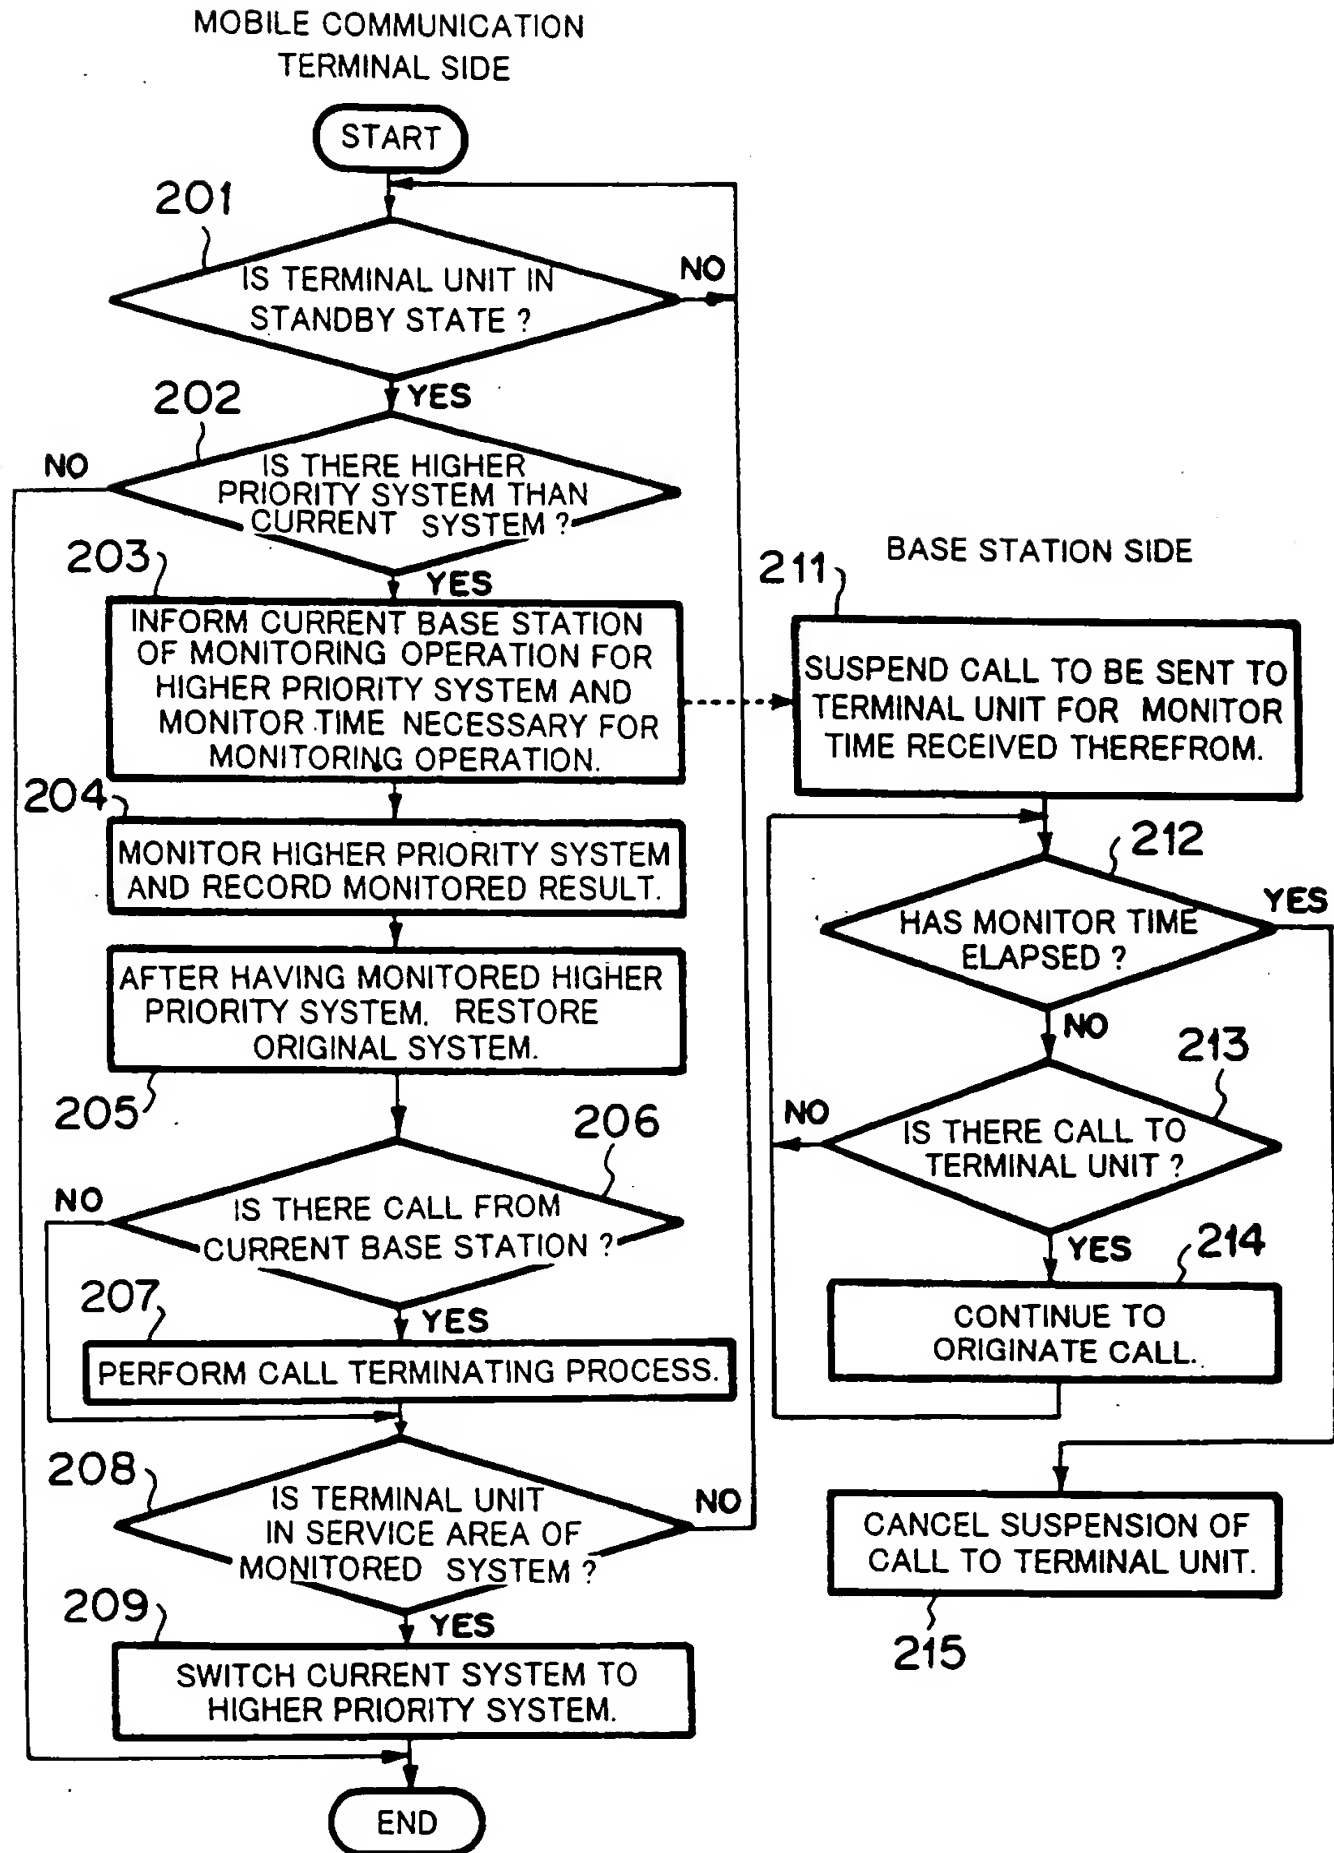 MOBILE COMMUNICATION
TERMINAL SIDE
START
201
IS TERMINAL UNIT IN
STANDBY STATE ?
NO
YES
202
NO
IS THERE HIGHER
PRIORITY SYSTEM THAN
CURRENT SYSTEM ?
YES
203
INFORM CURRENT BASE STATION
OF MONITORING OPERATION FOR
HIGHER PRIORITY SYSTEM AND
MONITOR TIME NECESSARY FOR
MONITORING OPERATION.
204
MONITOR HIGHER PRIORITY SYSTEM
AND RECORD MONITORED RESULT.
AFTER HAVING MONITORED HIGHER
PRIORITY SYSTEM. RESTORE
ORIGINAL SYSTEM.
205
206
NO
IS THERE CALL FROM
CURRENT BASE STATION ?
YES
207
PERFORM CALL TERMINATING PROCESS.
208
IS TERMINAL UNIT
IN SERVICE AREA OF
MONITORED SYSTEM ?
NO
YES
209
SWITCH CURRENT SYSTEM TO
HIGHER PRIORITY SYSTEM.
END
BASE STATION SIDE
211
SUSPEND CALL TO BE SENT TO
TERMINAL UNIT FOR MONITOR
TIME RECEIVED THEREFROM.
212
HAS MONITOR TIME
ELAPSED ?
YES
NO
213
NO
IS THERE CALL TO
TERMINAL UNIT ?
YES
214
CONTINUE TO
ORIGINATE CALL.
CANCEL SUSPENSION OF
CALL TO TERMINAL UNIT.
215